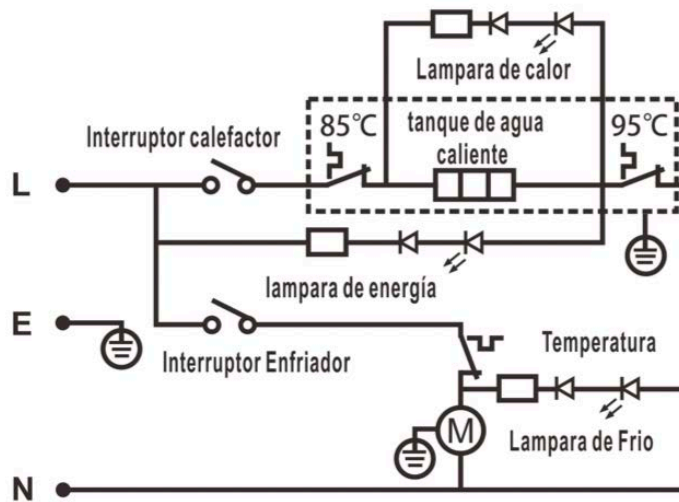 Lampara de calor
85℃
tanque de agua
caliente
95℃
Interruptor calefactor
L
lampara de energía
E
Interruptor Enfriador
Temperatura
M
Lampara de Frio
N